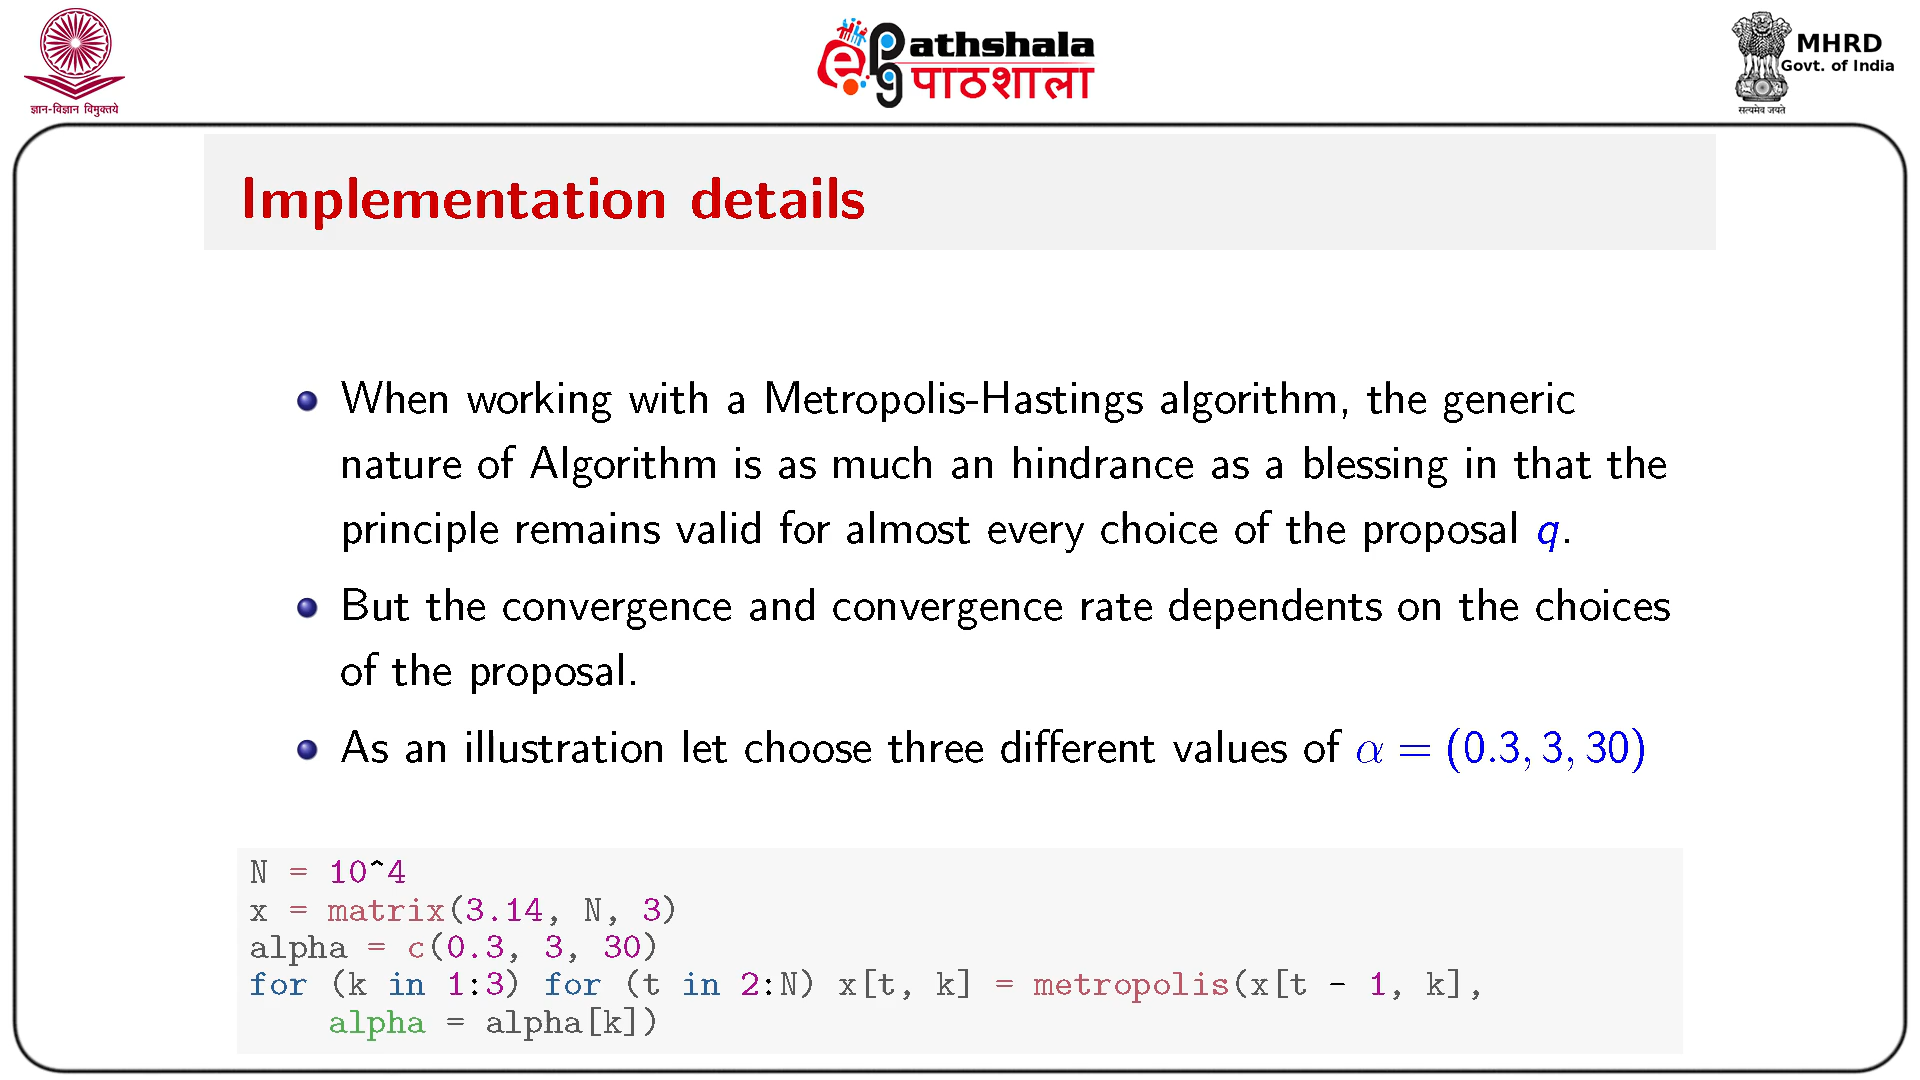 ज्ञान-विज्ञान विमुक्तये
ePG Pathshala
पाठशाला
MHRD
Govt. of India
सत्यमेव जयते
Implementation details
When working with a Metropolis-Hastings algorithm, the generic
nature of Algorithm is as much an hindrance as a blessing in that the
principle remains valid for almost every choice of the proposal q.
But the convergence and convergence rate dependents on the choices
of the proposal.
As an illustration let choose three different values of α = (0.3, 3, 30)
N = 10^4
x = matrix(3.14, N, 3)
alpha = c(0.3, 3, 30)
for (k in 1:3) for (t in 2:N) x[t, k] = metropolis(x[t - 1, k],
    alpha = alpha[k])